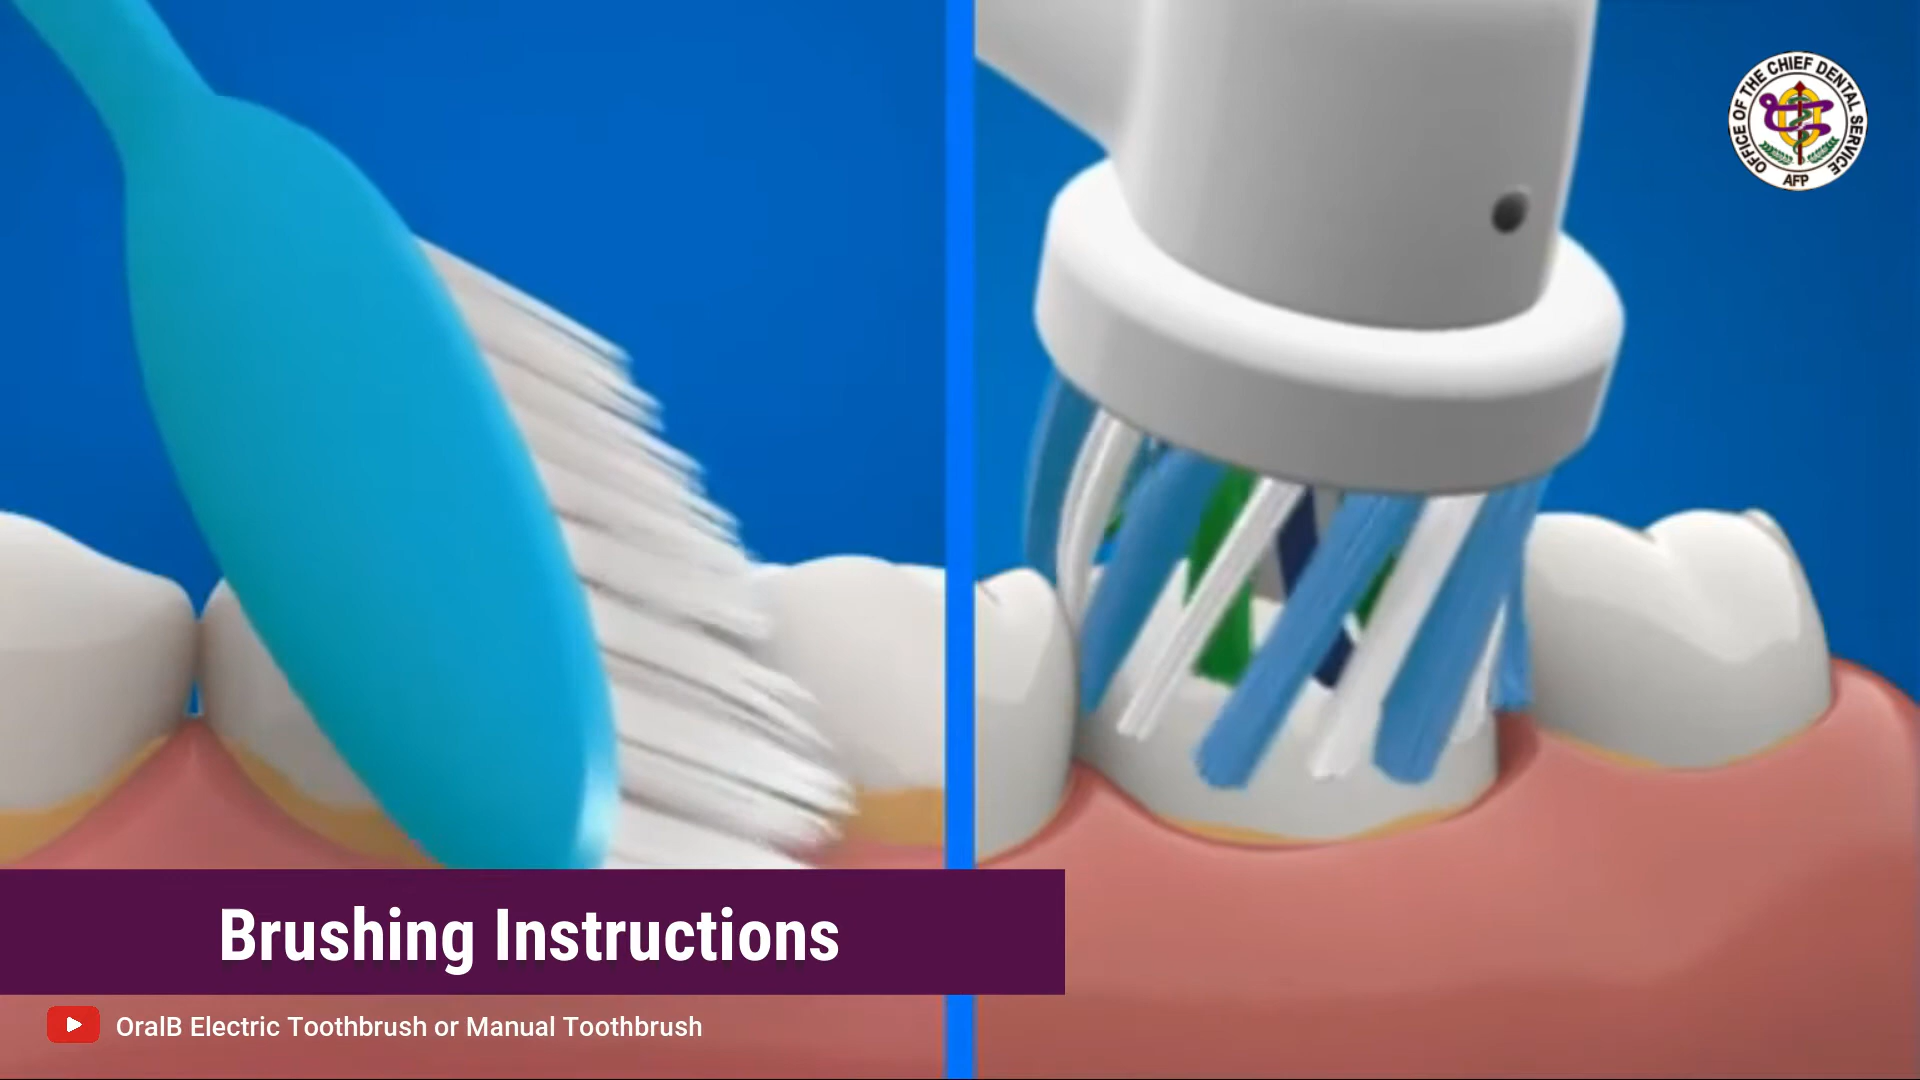 OFFICE OF THE CHIEF DENTAL SERVICE
AFP
Brushing Instructions
OralB Electric Toothbrush or Manual Toothbrush